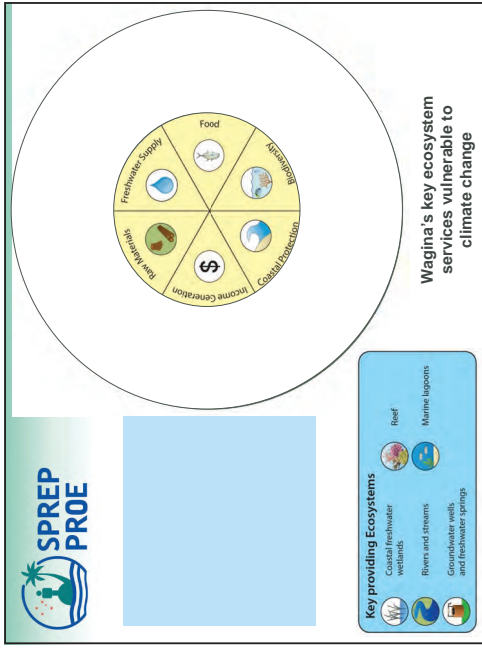 SPREP
PROE
Freshwater Supply
Food
Biodiversity
Coastal Protection
Income Generation
$
Raw Materials
Key providing Ecosystems
Coastal freshwater
wetlands
Rivers and streams
Groundwater wells
and freshwater springs
Reef
Marine lagoons
Wagina's key ecosystem
services vulnerable to
climate change